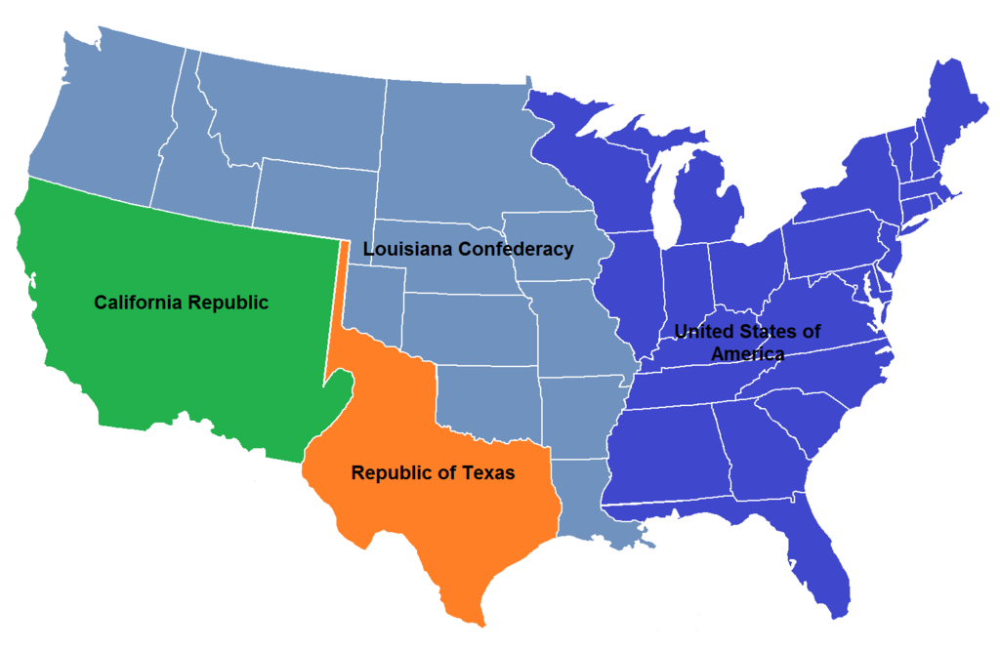 Louisiana Confederacy
California Republic
United States of
America
Republic of Texas